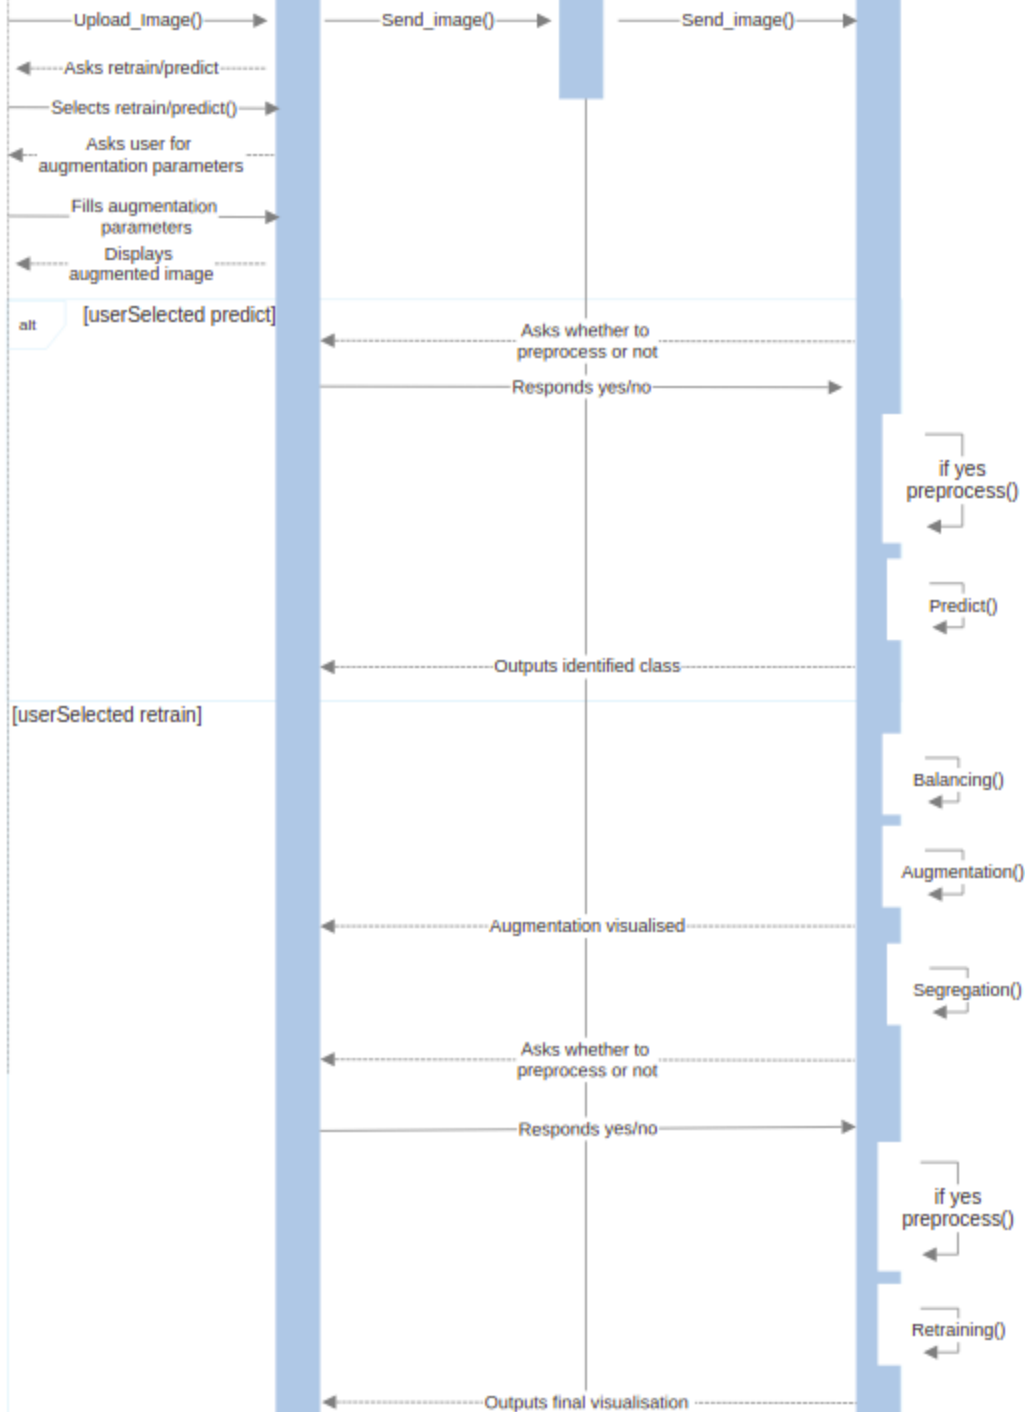 Upload_Image()
Send_image()
Send_image()
Asks retrain/predict
Selects retrain/predict()
Asks user for
augmentation parameters
Fills augmentation
parameters
Displays
augmented image
alt
[userSelected predict]
Asks whether to
preprocess or not
Responds yes/no
if yes
preprocess()
Predict()
Outputs identified class
[userSelected retrain]
Balancing()
Augmentation()
Augmentation visualised
Segregation()
Asks whether to
preprocess or not
Responds yes/no
if yes
preprocess()
Retraining()
Outputs final visualisation